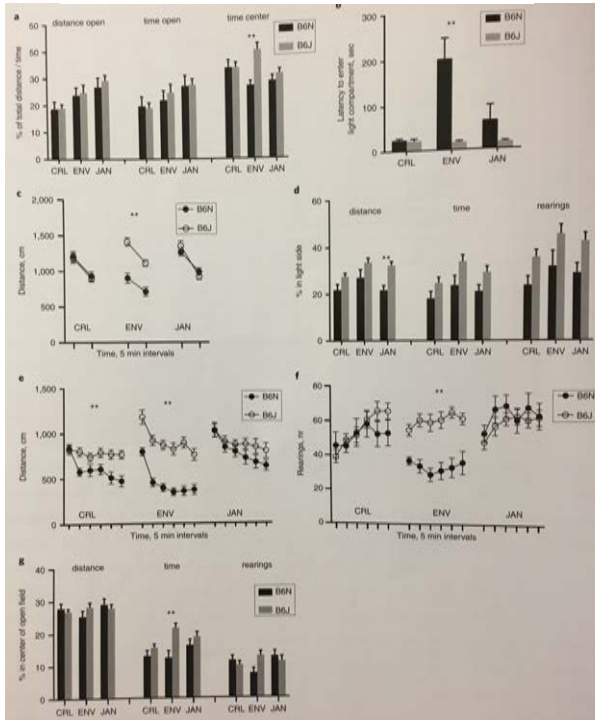 a
distance open
time open
time center
B6N
B6J
**
% of total distance / time
50
40
30
20
10
0
CRL ENV JAN
CRL ENV JAN
CRL ENV JAN
b
**
B6N
B6J
Latency to enter
light compartment, sec
300
200
100
0
CRL
ENV
JAN
c
**
B6N
B6J
Distance, cm
2,000
1,500
1,000
500
0
CRL
ENV
JAN
Time, 5 min intervals
d
B6N
B6J
distance
time
rearings
**
% in light side
60
40
20
0
CRL ENV JAN
CRL ENV JAN
CRL ENV JAN
e
**
**
B6N
B6J
Distance, cm
1,500
1,000
500
0
CRL
ENV
JAN
Time, 5 min intervals
f
**
B6N
B6J
Rearings, nr
80
60
40
20
0
CRL
ENV
JAN
Time, 5 min intervals
g
distance
time
rearings
**
B6N
B6J
% in center of open field
40
30
20
10
0
CRL ENV JAN
CRL ENV JAN
CRL ENV JAN